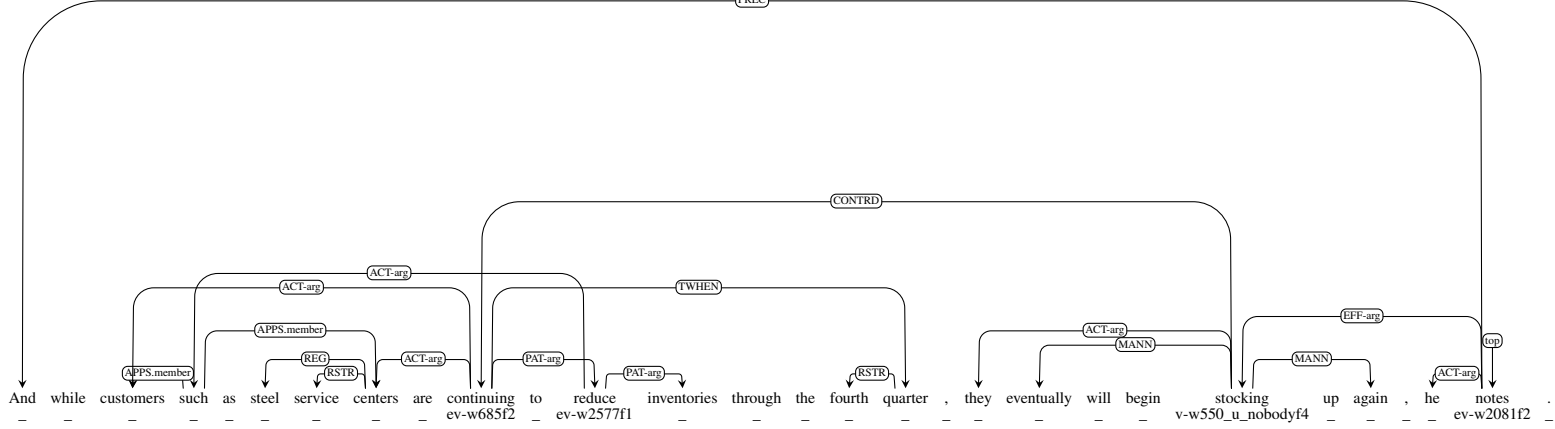 PREC
CONTRD
ACT-arg
ACT-arg TWHEN
EFF-arg
APPS.member ACT-arg
top
MANN
REG ACT-arg PAT-arg MANN
APPS.member RSTR PAT-arg RSTR ACT-arg
And while customers such as steel service centers are continuing to reduce inventories through the fourth quarter , they eventually will begin stocking up again , he notes .
_ _ _ _ _ _ _ _ _ ev-w685f2 _ ev-w2577f1 _ _ _ _ _ _ _ _ _ _ v-w550_u_nobodyf4 _ _ _ _ ev-w2081f2 _